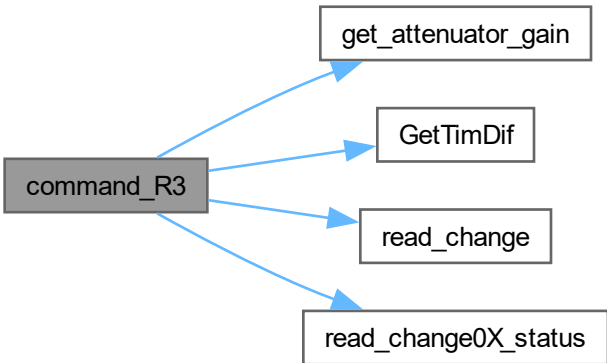 get_attenuator_gain
GetTimDif
command_R3
read_change
read_change0X_status